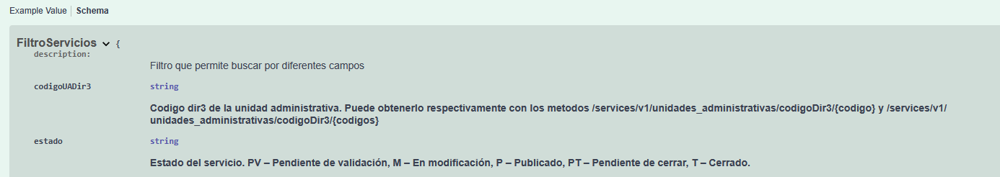 Example Value Schema
FiltroServicios {
description:
Filtro que permite buscar por diferentes campos
codigoUADir3 string
Codigo dir3 de la unidad administrativa. Puede obtenerlo respectivamente con los metodos /services/v1/unidades_administrativas/codigoDir3/{codigo} y /services/v1/
unidades_administrativas/codigoDir3/{codigos}
estado string
Estado del servicio. PV – Pendiente de validación, M – En modificación, P – Publicado, PT – Pendiente de cerrar, T – Cerrado.